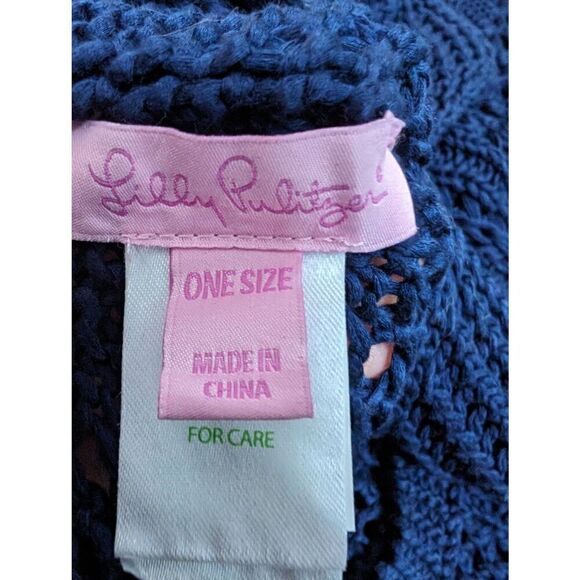 Lilly Pulitzer
ONE SIZE
MADE IN
CHINA
FOR CARE